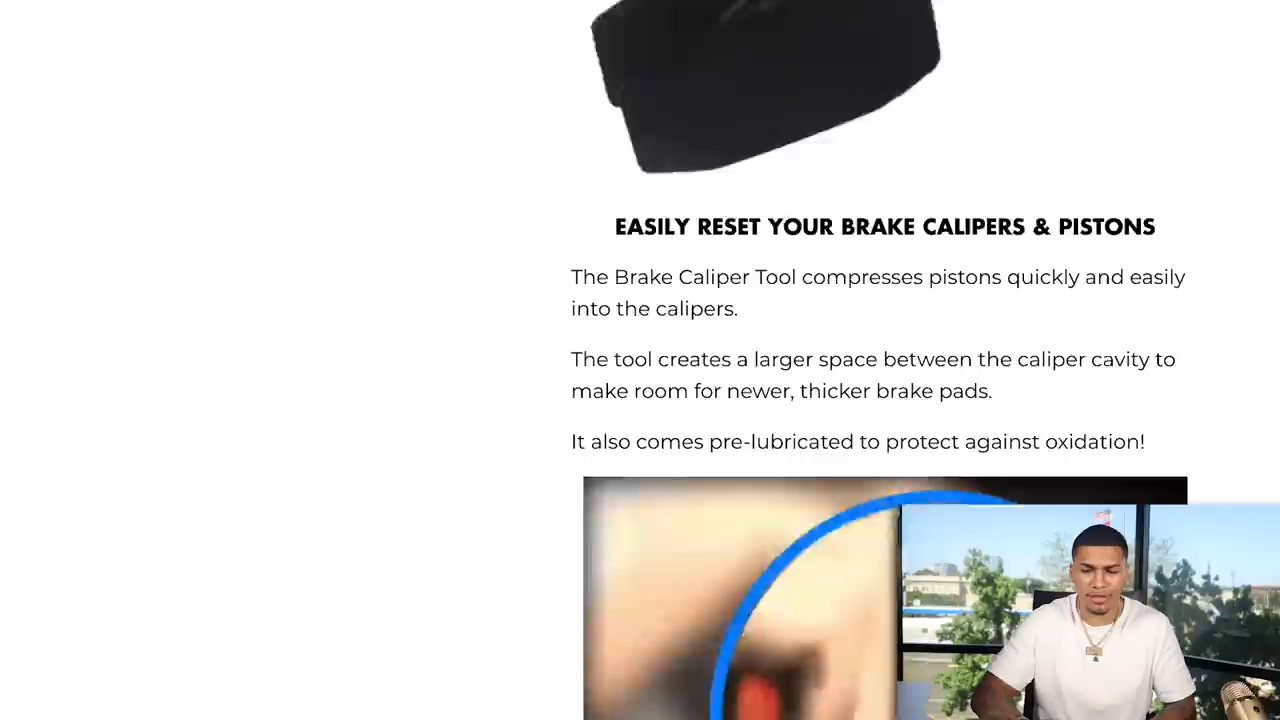 EASILY RESET YOUR BRAKE CALIPERS & PISTONS
The Brake Caliper Tool compresses pistons quickly and easily
into the calipers.
The tool creates a larger space between the caliper cavity to
make room for newer, thicker brake pads.
It also comes pre-lubricated to protect against oxidation!